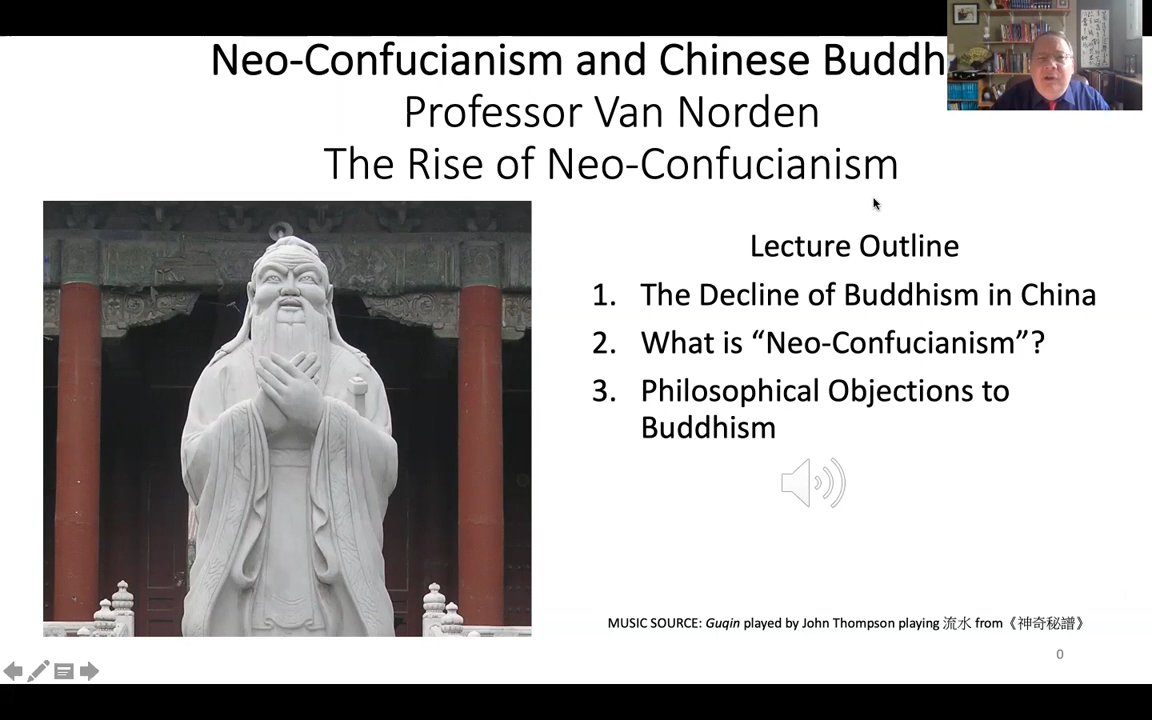 Neo-Confucianism and Chinese Buddh
Professor Van Norden
The Rise of Neo-Confucianism
Lecture Outline
1. The Decline of Buddhism in China
2. What is “Neo-Confucianism”?
3. Philosophical Objections to
Buddhism
MUSIC SOURCE: Guqin played by John Thompson playing 流水 from《神奇秘譜》
0